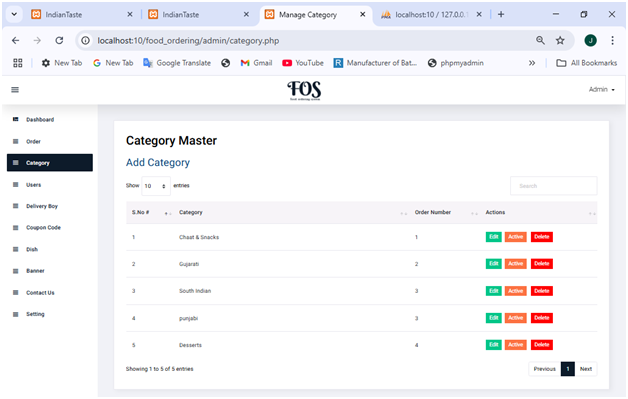 IndianTaste
IndianTaste
Manage Category
localhost:10 / 127.0.0.1
localhost:10/food_ordering/admin/category.php
J
New Tab
New Tab
Google Translate
Gmail
YouTube
R Manufacturer of Bat...
phpmyadmin
»
All Bookmarks
FOS
Admin
Dashboard
Order
Category
Users
Delivery Boy
Coupon Code
Dish
Banner
Contact Us
Setting
Category Master
Add Category
Show 10 entries
Search
S.No # Category Order Number Actions
1 Chaat & Snacks 1 Edit Active Delete
2 Gujarati 2 Edit Active Delete
3 South Indian 3 Edit Active Delete
4 punjabi 3 Edit Active Delete
5 Desserts 4 Edit Active Delete
Showing 1 to 5 of 5 entries
Previous 1 Next